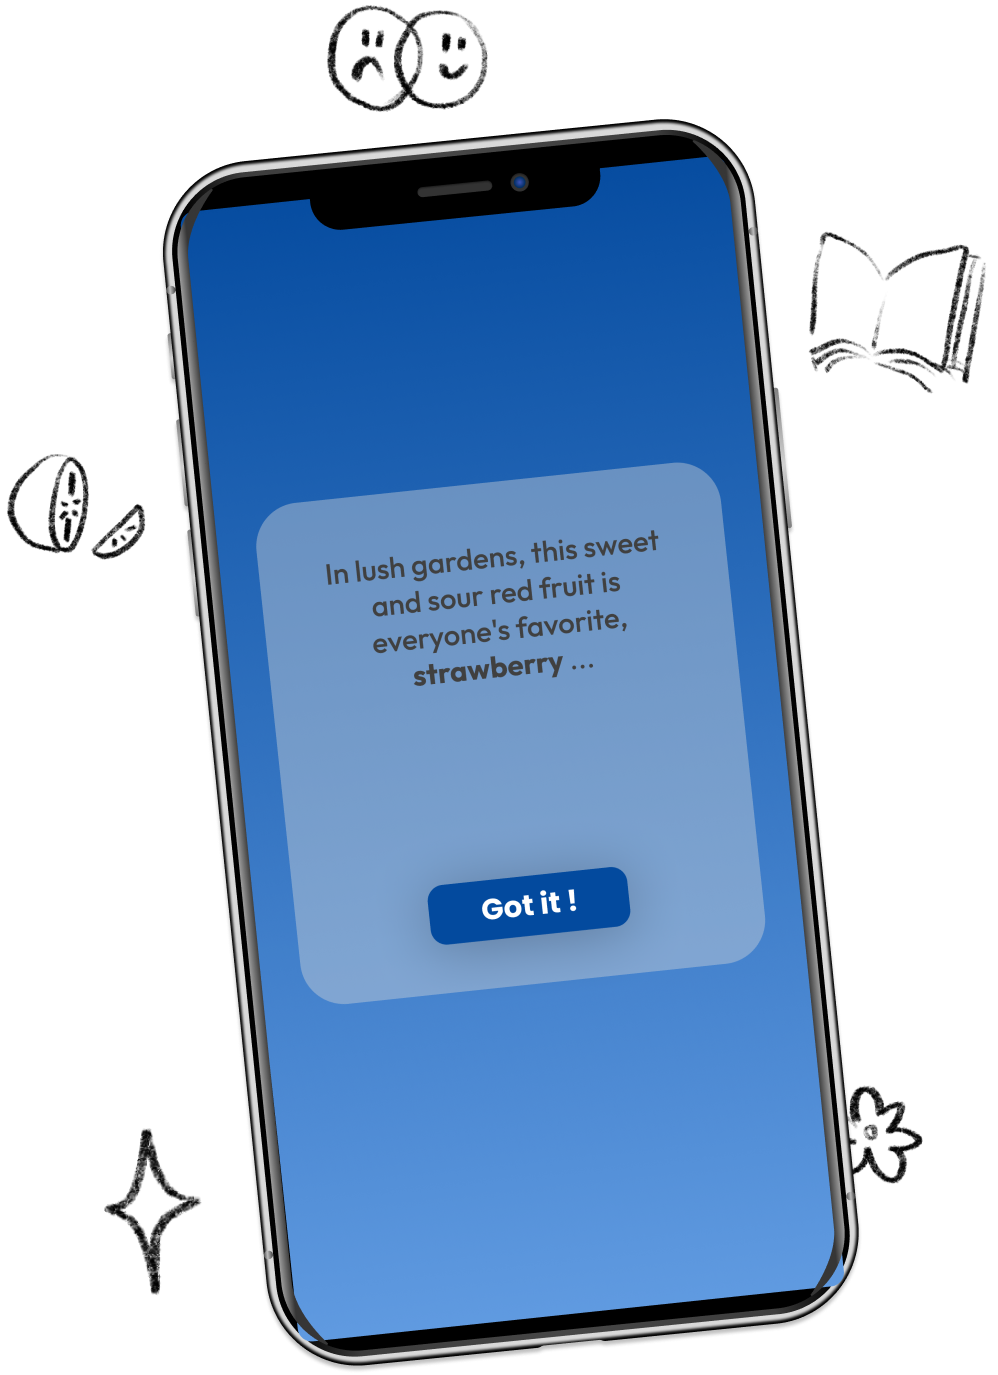 In lush gardens, this sweet
and sour red fruit is
everyone's favorite,
strawberry ...
Got it !